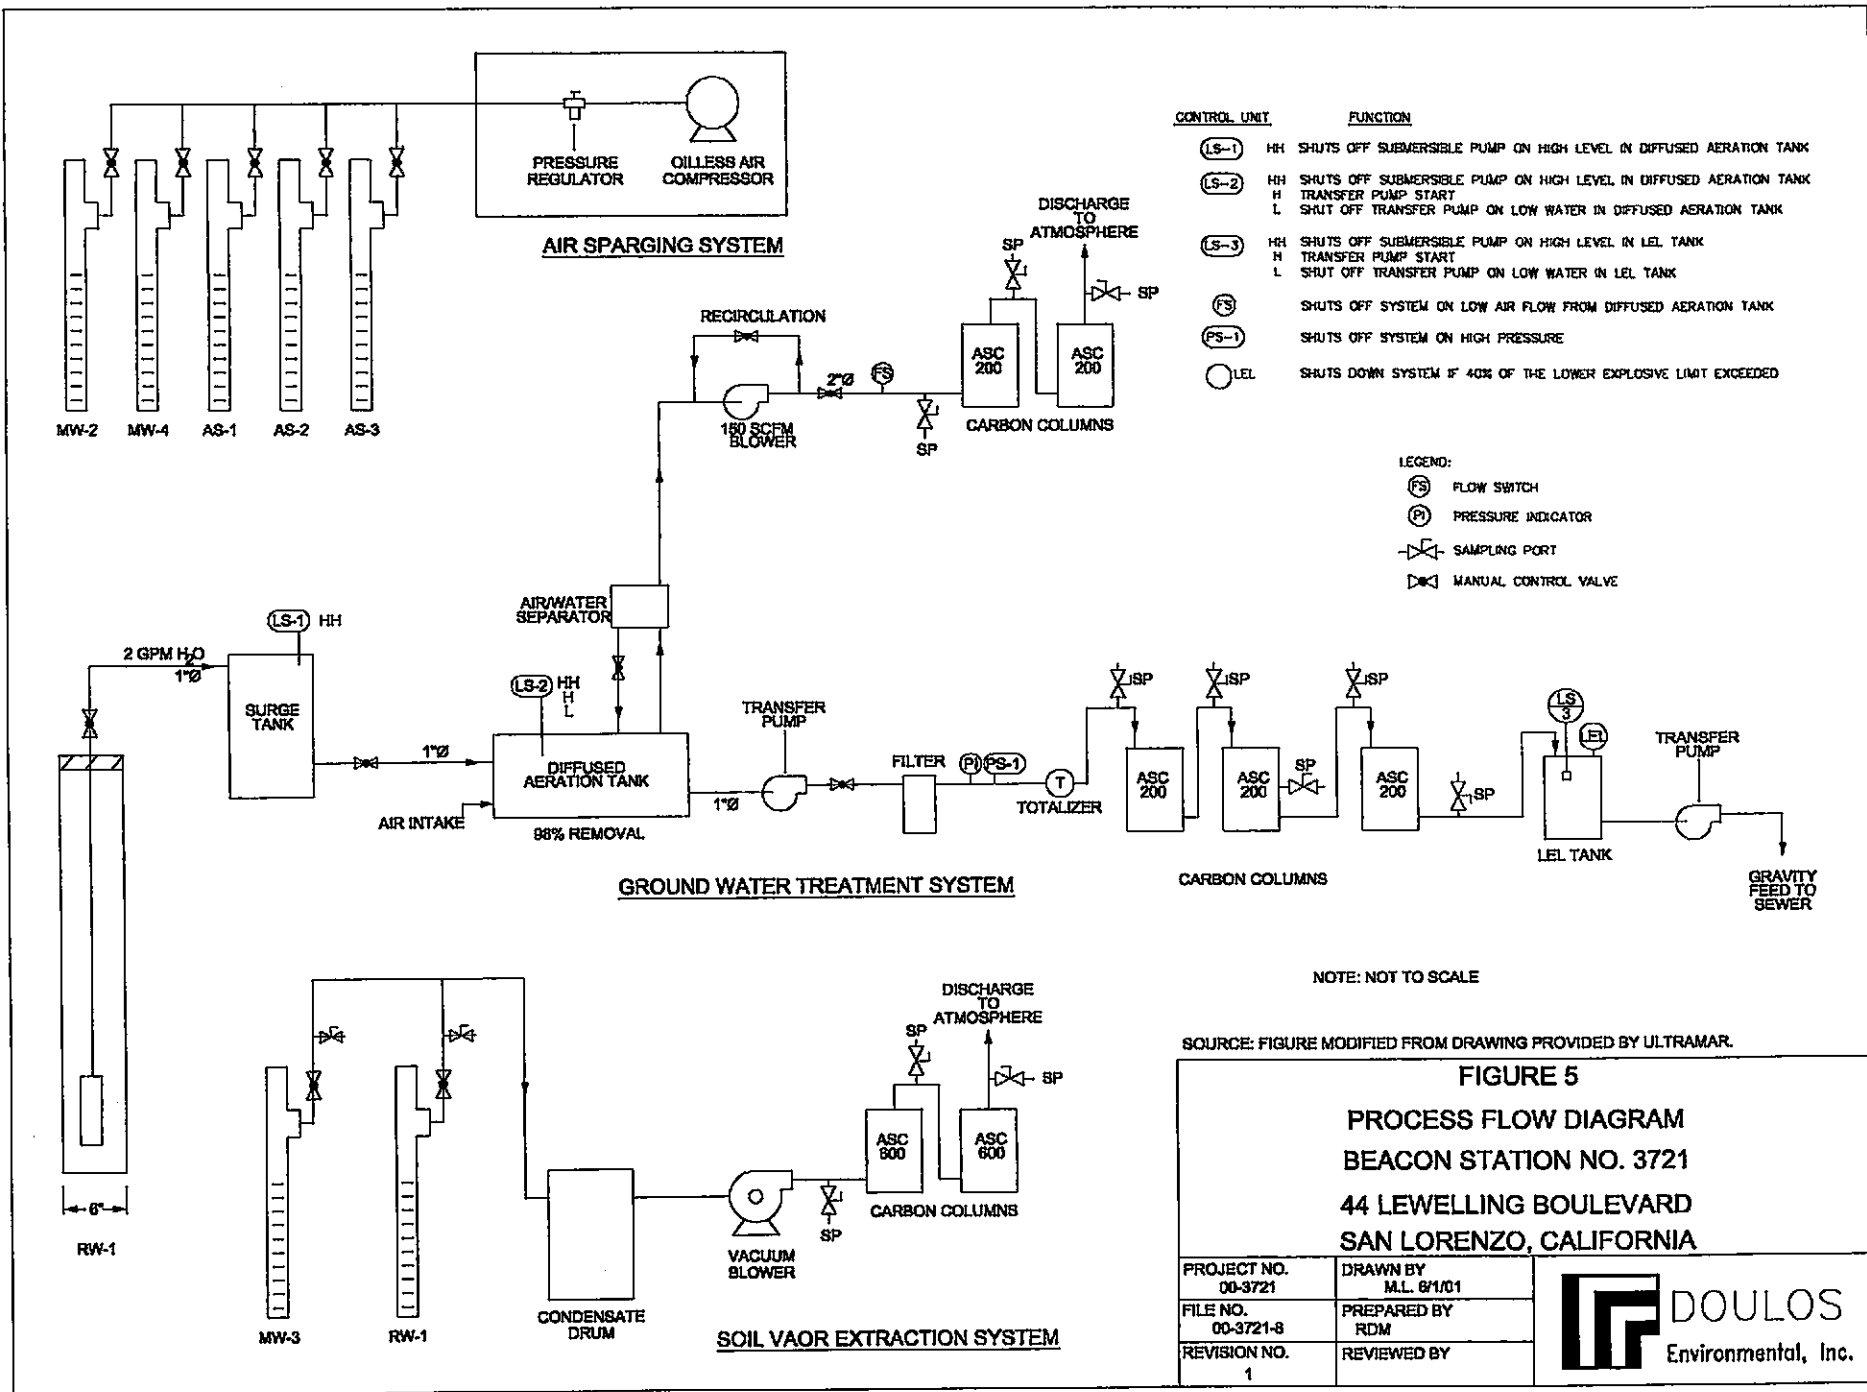 PRESSURE
REGULATOR
OILLESS AIR
COMPRESSOR
AIR SPARGING SYSTEM
MW-2
MW-4
AS-1
AS-2
AS-3
CONTROL UNIT
FUNCTION
LS-1 HH SHUTS OFF SUBMERSIBLE PUMP ON HIGH LEVEL IN DIFFUSED AERATION TANK
LS-2 HH SHUTS OFF SUBMERSIBLE PUMP ON HIGH LEVEL IN DIFFUSED AERATION TANK
H TRANSFER PUMP START
L SHUT OFF TRANSFER PUMP ON LOW WATER IN DIFFUSED AERATION TANK
LS-3 HH SHUTS OFF SUBMERSIBLE PUMP ON HIGH LEVEL IN LEL TANK
H TRANSFER PUMP START
L SHUT OFF TRANSFER PUMP ON LOW WATER IN LEL TANK
FS SHUTS OFF SYSTEM ON LOW AIR FLOW FROM DIFFUSED AERATION TANK
PS-1 SHUTS OFF SYSTEM ON HIGH PRESSURE
LEL SHUTS DOWN SYSTEM IF 40% OF THE LOWER EXPLOSIVE LIMIT EXCEEDED
DISCHARGE
TO
ATMOSPHERE
SP
SP
RECIRCULATION
2"Ø
FS
ASC
200
ASC
200
150 SCFM
BLOWER
SP
CARBON COLUMNS
LEGEND:
FS FLOW SWITCH
PI PRESSURE INDICATOR
SAMPLING PORT
MANUAL CONTROL VALVE
AIR/WATER
SEPARATOR
LS-1 HH
2 GPM H2O
1"Ø
SURGE
TANK
LS-2 HH
H
L
1"Ø
DIFFUSED
AERATION TANK
AIR INTAKE
98% REMOVAL
1"Ø
TRANSFER
PUMP
FILTER
PI
PS-1
T
TOTALIZER
SP
SP
SP
ASC
200
ASC
200
SP
ASC
200
SP
LS
3
LEL
LEL TANK
TRANSFER
PUMP
GRAVITY
FEED TO
SEWER
CARBON COLUMNS
GROUND WATER TREATMENT SYSTEM
6"
RW-1
MW-3
RW-1
CONDENSATE
DRUM
VACUUM
BLOWER
SP
DISCHARGE
TO
ATMOSPHERE
SP
SP
ASC
600
ASC
600
CARBON COLUMNS
SOIL VAOR EXTRACTION SYSTEM
NOTE: NOT TO SCALE
SOURCE: FIGURE MODIFIED FROM DRAWING PROVIDED BY ULTRAMAR.
FIGURE 5
PROCESS FLOW DIAGRAM
BEACON STATION NO. 3721
44 LEWELLING BOULEVARD
SAN LORENZO, CALIFORNIA
PROJECT NO.
00-3721
DRAWN BY
M.L. 6/1/01
FILE NO.
00-3721-8
PREPARED BY
RDM
REVISION NO.
1
REVIEWED BY
DOULOS
Environmental, Inc.